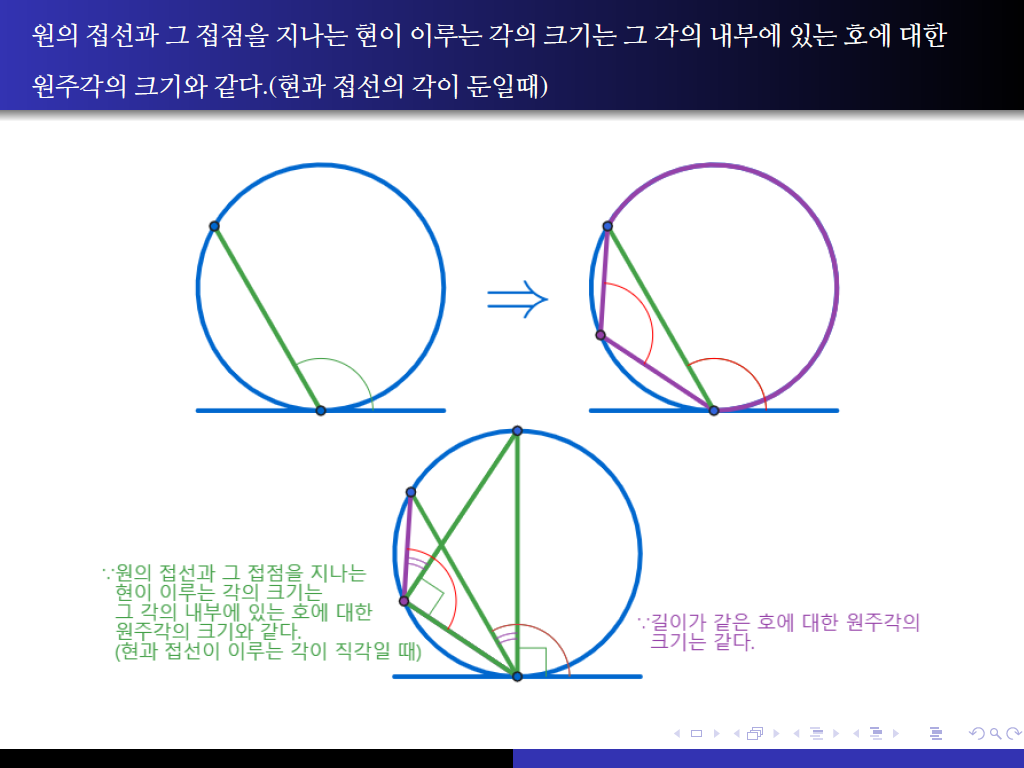 원의 접선과 그 접점을 지나는 현이 이루는 각의 크기는 그 각의 내부에 있는 호에 대한
원주각의 크기와 같다.(현과 접선의 각이 둔일때)
⇒
∵원의 접선과 그 접점을 지나는
현이 이루는 각의 크기는
그 각의 내부에 있는 호에 대한
원주각의 크기와 같다.
(현과 접선이 이루는 각이 직각일 때)
∵길이가 같은 호에 대한 원주각의
크기는 같다.